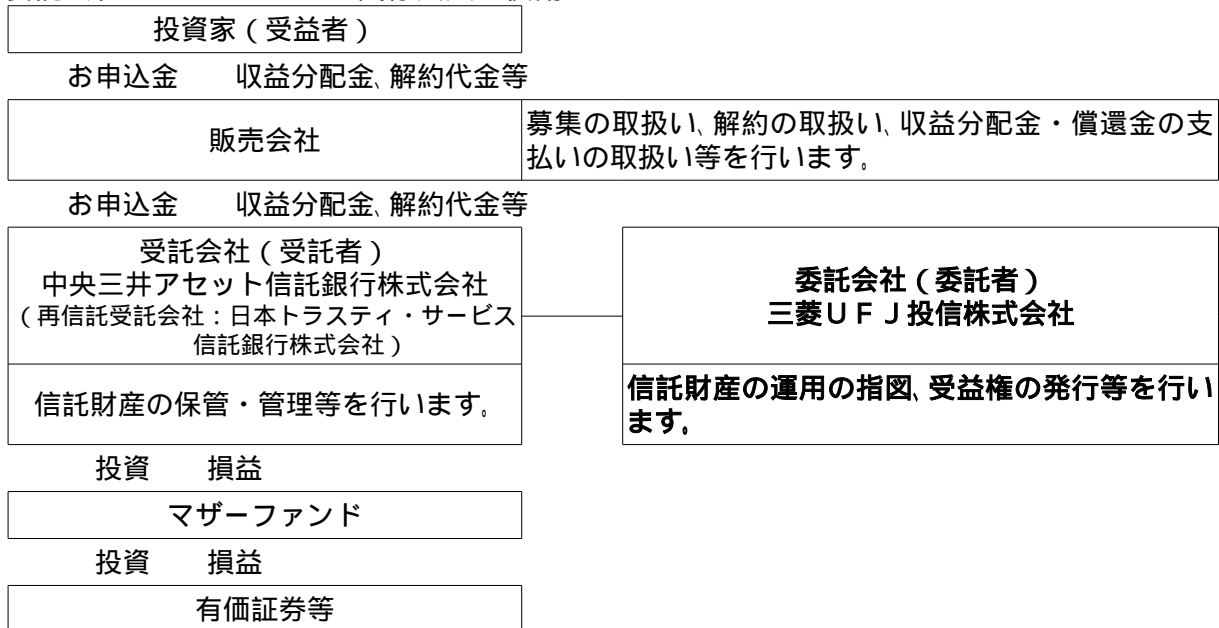 投資家(受益者)
お申込金 収益分配金、解約代金等
販売会社
募集の取扱い、解約の取扱い、収益分配金・償還金の支
払いの取扱い等を行います。
お申込金 収益分配金、解約代金等
受託会社(受託者)
中央三井アセット信託銀行株式会社
(再信託受託会社:日本トラスティ・サービス
信託銀行株式会社)
委託会社(委託者)
三菱UFJ投信株式会社
信託財産の保管・管理等を行います。
信託財産の運用の指図、受益権の発行等を行い
ます。
投資 損益
マザーファンド
投資 損益
有価証券等